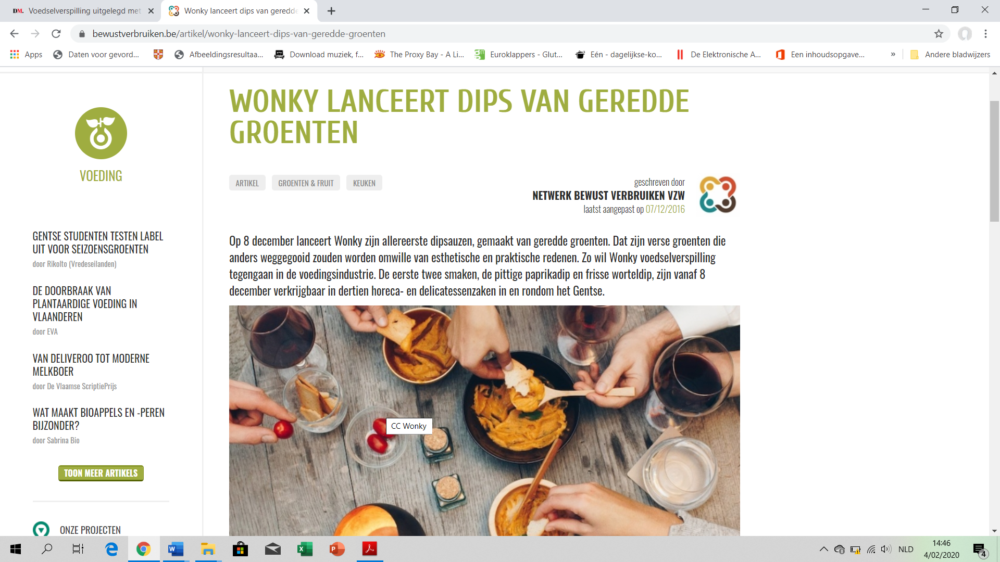 DM. Voedselverspilling uitgelegd met
Wonky lanceert dips van geredde
bewustverbruiken.be/artikel/wonky-lanceert-dips-van-geredde-groenten
Apps
Daten voor gevord...
Afbeeldingsresultaa...
Download muziek, f...
The Proxy Bay - A Li...
Euroklappers - Glut...
Eén - dagelijkse-ko...
De Elektronische A...
Een inhoudsopgave...
»
Andere bladwijzers
VOEDING
GENTSE STUDENTEN TESTEN LABEL
UIT VOOR SEIZOENSGROENTEN
door Rikolto (Vredeseilanden)
DE DOORBRAAK VAN
PLANTAARDIGE VOEDING IN
VLAANDEREN
door EVA
VAN DELIVEROO TOT MODERNE
MELKBOER
door De Vlaamse ScriptiePrijs
WAT MAAKT BIOAPPELS EN -PEREN
BIJZONDER?
door Sabrina Bio
TOON MEER ARTIKELS
ONZE PROJECTEN
WONKY LANCEERT DIPS VAN GEREDDE
GROENTEN
ARTIKEL
GROENTEN & FRUIT
KEUKEN
geschreven door
NETWERK BEWUST VERBRUIKEN VZW
laatst aangepast op 07/12/2016
Op 8 december lanceert Wonky zijn allereerste dipsauzen, gemaakt van geredde groenten. Dat zijn verse groenten die
anders weggegooid zouden worden omwille van esthetische en praktische redenen. Zo wil Wonky voedselverspilling
tegengaan in de voedingsindustrie. De eerste twee smaken, de pittige paprikadip en frisse worteldip, zijn vanaf 8
december verkrijgbaar in dertien horeca- en delicatessenzaken in en rondom het Gentse.
CC Wonky
NLD
14:46
4/02/2020
4